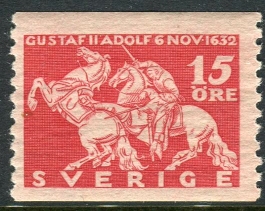 GUSTAF II ADOLF 6 NOV 1632
15
ÖRE
SVERIGE